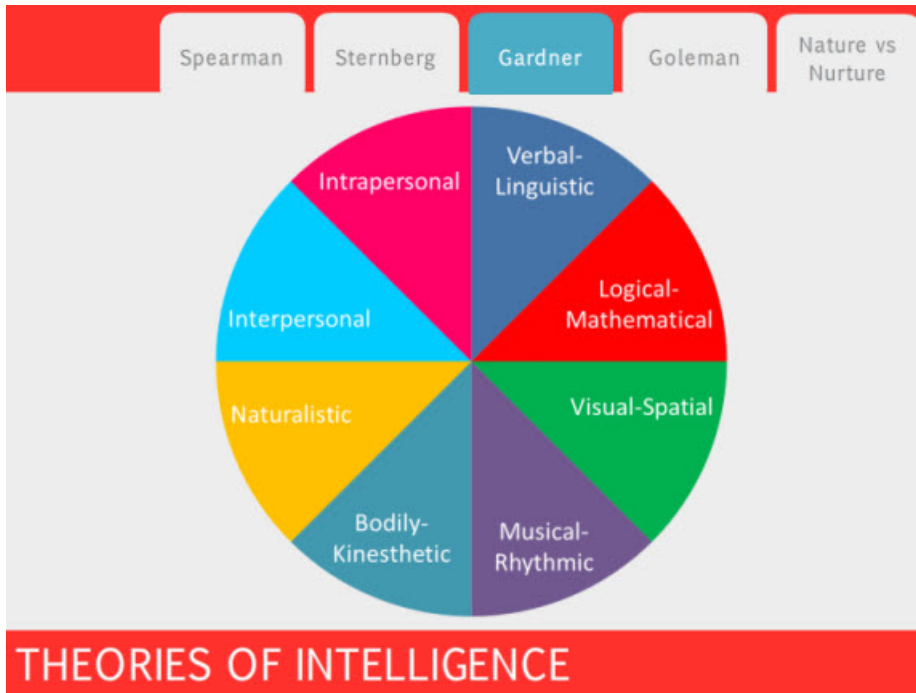 Spearman
Sternberg
Gardner
Goleman
Nature vs
Nurture
Intrapersonal
Verbal-
Linguistic
Interpersonal
Logical-
Mathematical
Naturalistic
Visual-Spatial
Bodily-
Kinesthetic
Musical-
Rhythmic
THEORIES OF INTELLIGENCE